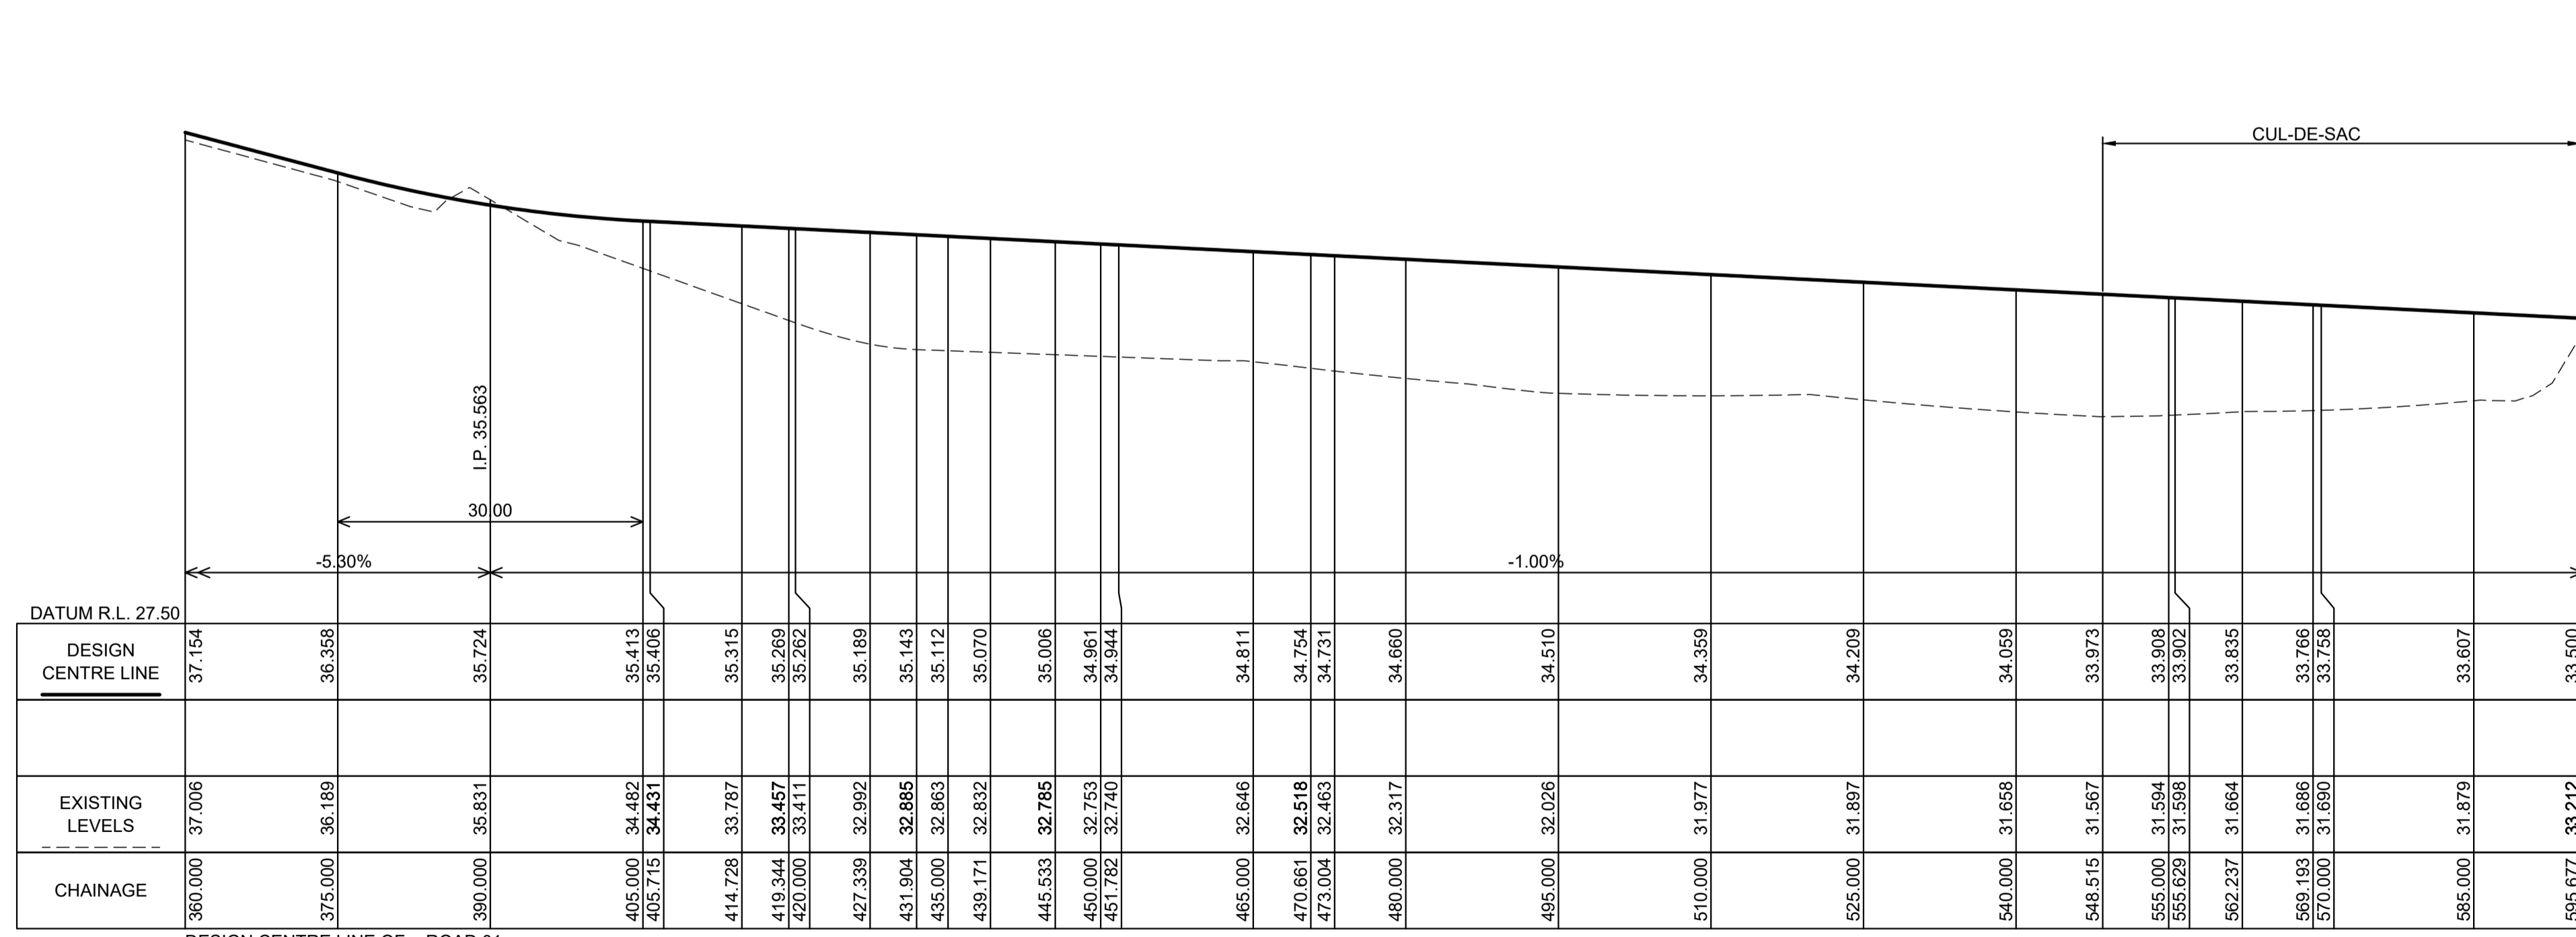 CUL-DE-SAC
I.P. 35.563
30.00
-5.30%
-1.00%
DATUM R.L. 27.50
DESIGN
CENTRE LINE
37.154 36.358 35.724 35.413 35.406 35.315 35.269 35.262 35.189 35.143 35.112 35.070 35.006 34.961 34.944 34.811 34.754 34.731 34.660 34.510 34.359 34.209 34.059 33.973 33.908 33.902 33.835 33.766 33.758 33.607 33.500
EXISTING
LEVELS
37.006 36.189 35.831 34.482 34.431 33.787 33.457 33.411 32.992 32.885 32.863 32.832 32.785 32.753 32.740 32.646 32.518 32.463 32.317 32.026 31.977 31.897 31.658 31.567 31.594 31.598 31.664 31.686 31.690 31.879 33.212
CHAINAGE
360.000 375.000 390.000 405.000 405.715 414.728 419.344 420.000 427.339 431.904 435.000 439.171 445.533 450.000 451.782 465.000 470.661 473.004 480.000 495.000 510.000 525.000 540.000 548.515 555.000 555.629 562.237 569.193 570.000 585.000 595.677